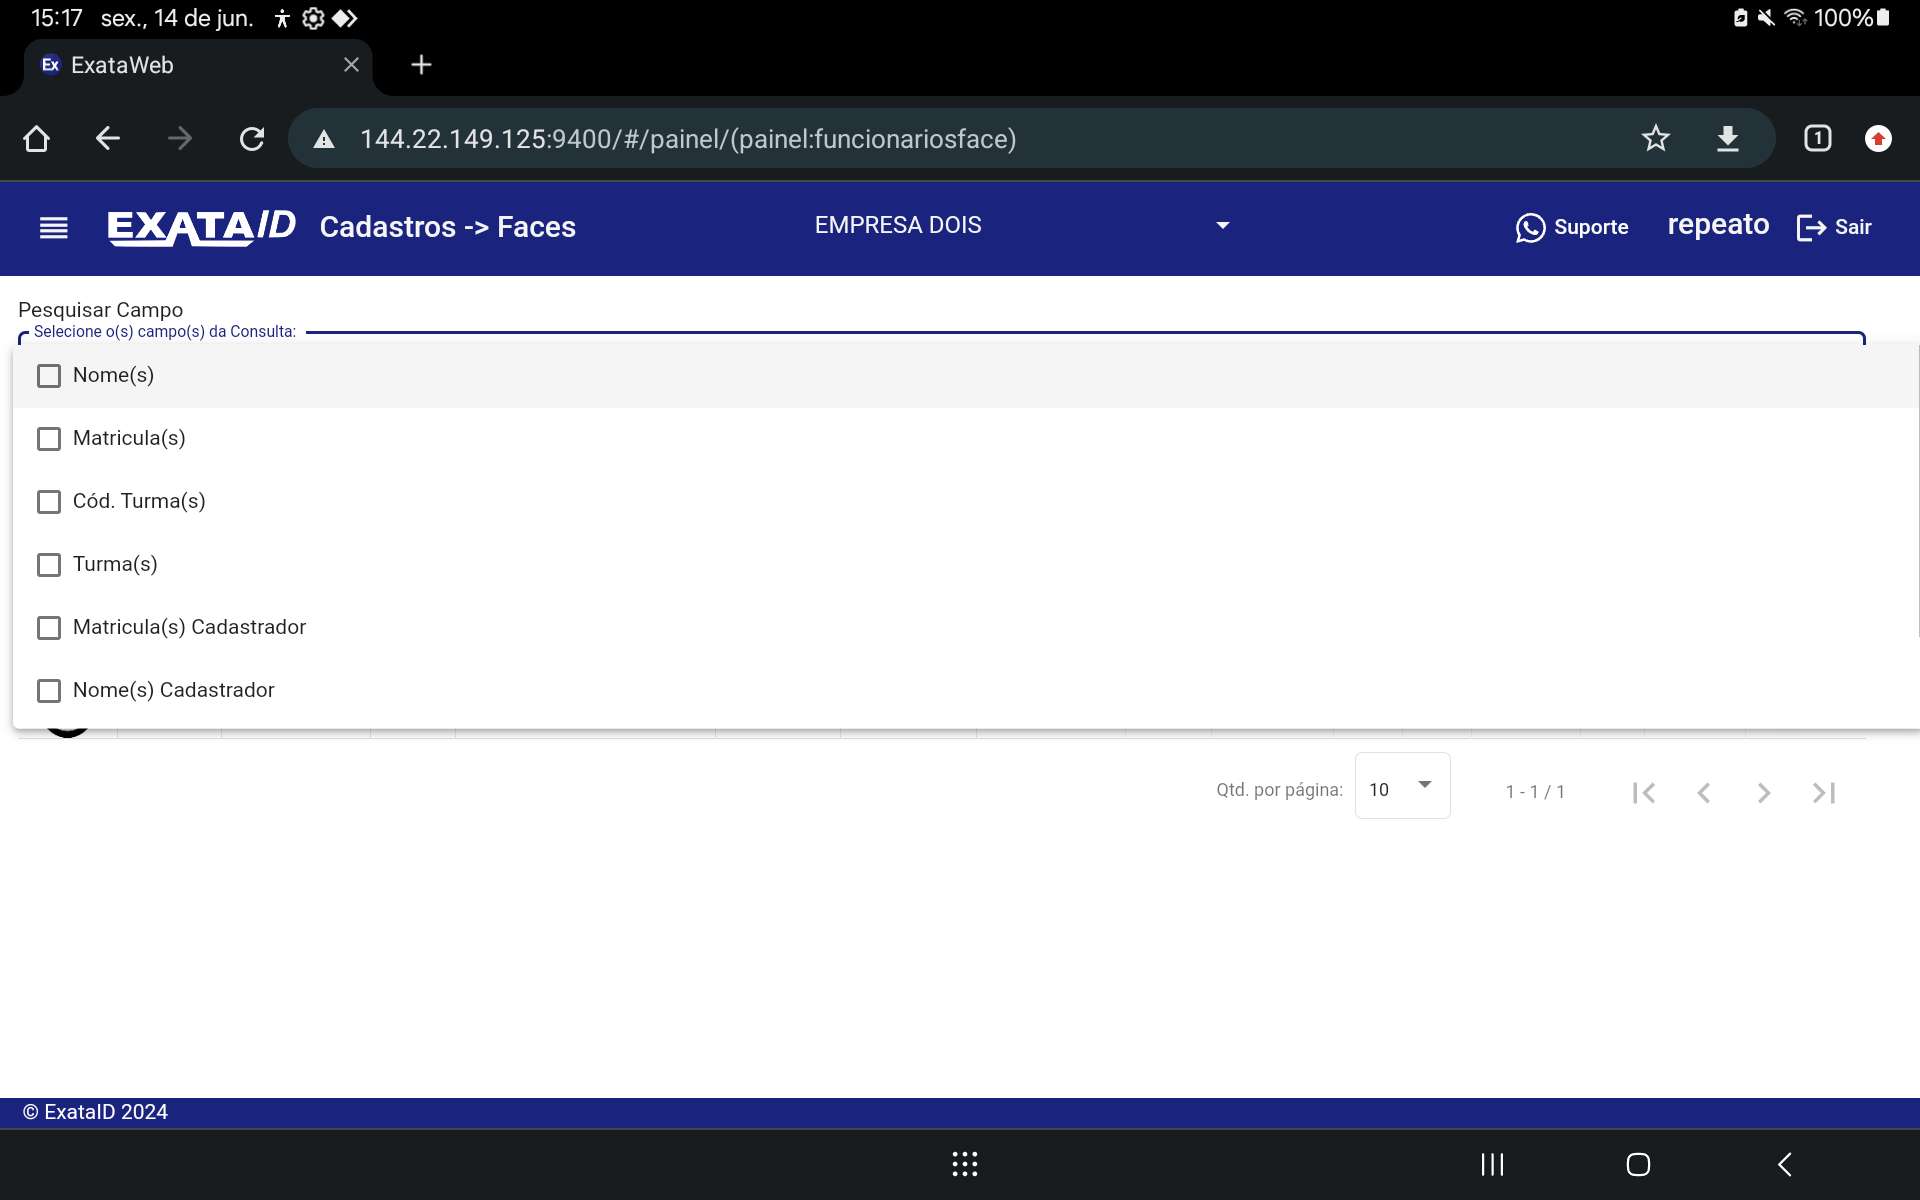 15:17 sex., 14 de jun. 100%
Ex ExataWeb
144.22.149.125:9400/#/painel/(painel:funcionariosface) 1
EXATAID Cadastros -> Faces EMPRESA DOIS Suporte repeato Sair
Pesquisar Campo
Selecione o(s) campo(s) da Consulta:
Nome(s)
Matricula(s)
Cód. Turma(s)
Turma(s)
Matricula(s) Cadastrador
Nome(s) Cadastrador
Qtd. por página: 10 1 - 1 / 1
© ExataID 2024